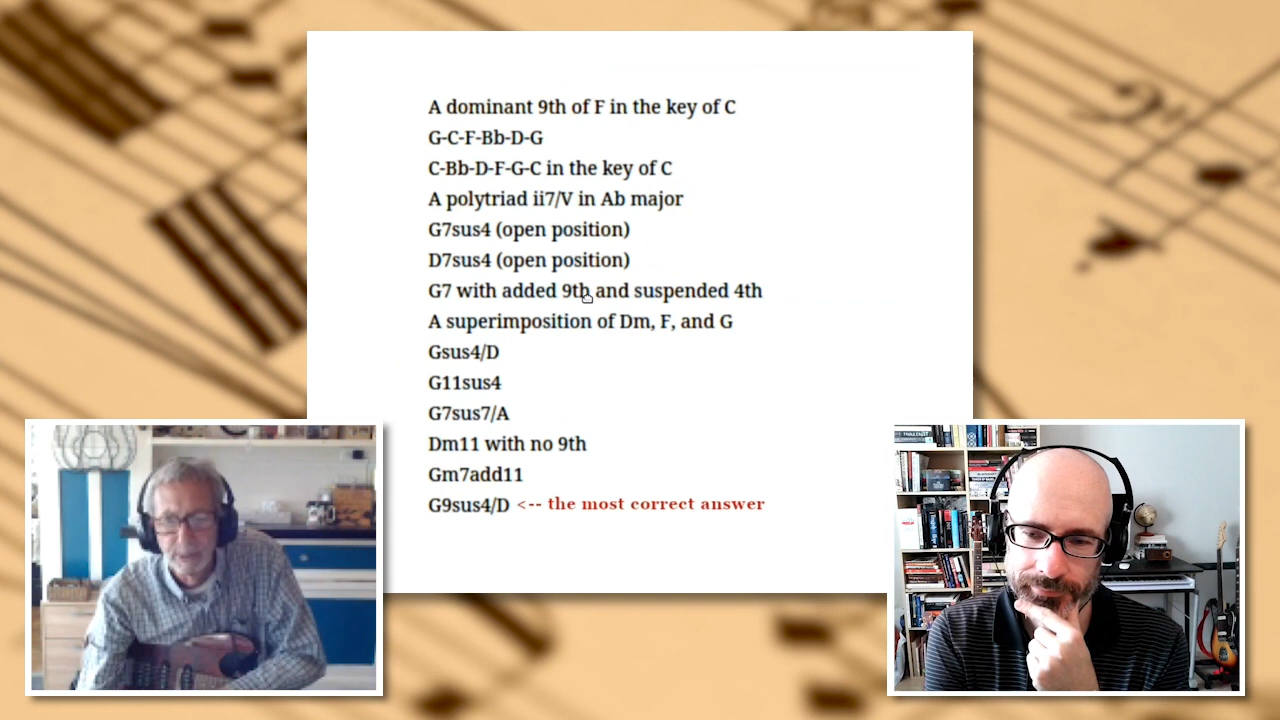 A dominant 9th of F in the key of C
G-C-F-Bb-D-G
C-Bb-D-F-G-C in the key of C
A polytriad ii7/V in Ab major
G7sus4 (open position)
D7sus4 (open position)
G7 with added 9th and suspended 4th
A superimposition of Dm, F, and G
Gsus4/D
G11sus4
G7sus7/A
Dm11 with no 9th
Gm7add11
G9sus4/D <-- the most correct answer